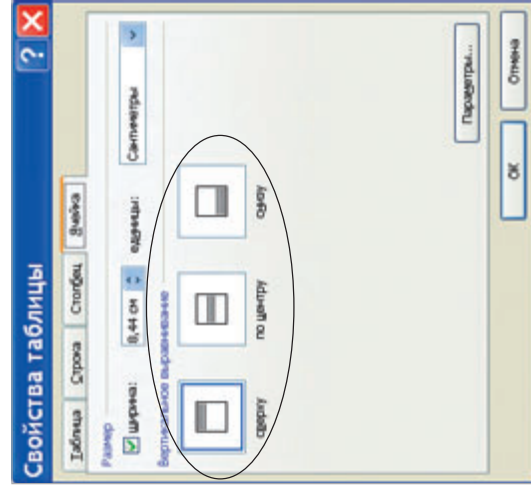 Свойства таблицы
Таблица Строка Столбец Ячейка
Размер
ширина: 8,44 см единицы: Сантиметры
Вертикальное выравнивание
сверху по центру снизу
Параметры...
ОК Отмена